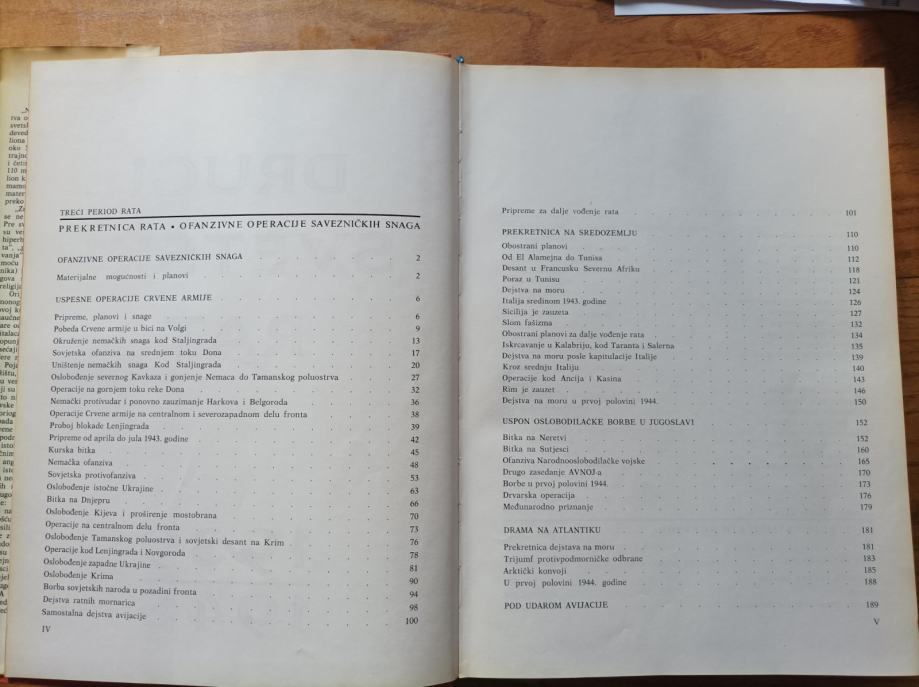 TREĆI PERIOD RATA
PREKRETNICA RATA • OFANZIVNE OPERACIJE SAVEZNIČKIH SNAGA
OFANZIVNE OPERACIJE SAVEZNIČKIH SNAGA 2
Materijalne mogućnosti i planovi 2
USPEŠNE OPERACIJE CRVENE ARMIJE 6
Pripreme, planovi i snage 6
Pobeda Crvene armije u bici na Volgi 9
Okruženje nemačkih snaga kod Staljingrada 13
Sovjetska ofanziva na srednjem toku Dona 17
Uništenje nemačkih snaga Kod Staljingrada 20
Oslobođenje severnog Kavkaza i gonjenje Nemaca do Tamanskog poluostrva 27
Operacije na gornjem toku reke Dona 32
Nemački protivudar i ponovno zauzimanje Harkova i Belgoroda 36
Operacije Crvene armije na centralnom i severozapadnom delu fronta 38
Proboj blokade Lenjingrada 39
Pripreme od aprila do jula 1943. godine 42
Kurska bitka 45
Nemačka ofanziva 48
Sovjetska protivofanziva 53
Oslobođenje istočne Ukrajine 63
Bitka na Dnjepru 66
Oslobođenje Kijeva i proširenje mostobrana 70
Operacije na centralnom delu fronta 73
Oslobođenje Tamanskog poluostrva i sovjetski desant na Krim 76
Operacije kod Lenjingrada i Novgoroda 78
Oslobođenje zapadne Ukrajine 81
Oslobođenje Krima 90
Borba sovjetskih naroda u pozadini fronta 94
Dejstva ratnih mornarica 98
Samostalna dejstva avijacije 100
IV
Pripreme za dalje vođenje rata 101
PREKRETNICA NA SREDOZEMLJU 110
Obostrani planovi 110
Od El Alamejna do Tunisa 112
Desant u Francusku Severnu Afriku 118
Poraz u Tunisu 121
Dejstva na moru 124
Italija sredinom 1943. godine 126
Sicilija je zauzeta 127
Slom fašizma 132
Obostrani planovi za dalje vođenje rata 134
Iskrcavanje u Kalabriju, kod Taranta i Salerna 135
Dejstva na moru posle kapitulacije Italije 139
Kroz srednju Italiju 140
Operacije kod Ancija i Kasina 143
Rim je zauzet 146
Dejstva na moru u prvoj polovini 1944. 150
USPON OSLOBODILAČKE BORBE U JUGOSLAVI 152
Bitka na Neretvi 152
Bitka na Sutjesci 160
Ofanziva Narodnooslobodilačke vojske 165
Drugo zasedanje AVNOJ-a 170
Borbe u prvoj polovini 1944. 173
Drvarska operacija 176
Međunarodno priznanje 179
DRAMA NA ATLANTIKU 181
Prekretnica dejstava na moru 181
Trijumf protivpodmorničke odbrane 183
Arktički konvoji 185
U prvoj polovini 1944. godine 188
POD UDAROM AVIJACIJE 189
V